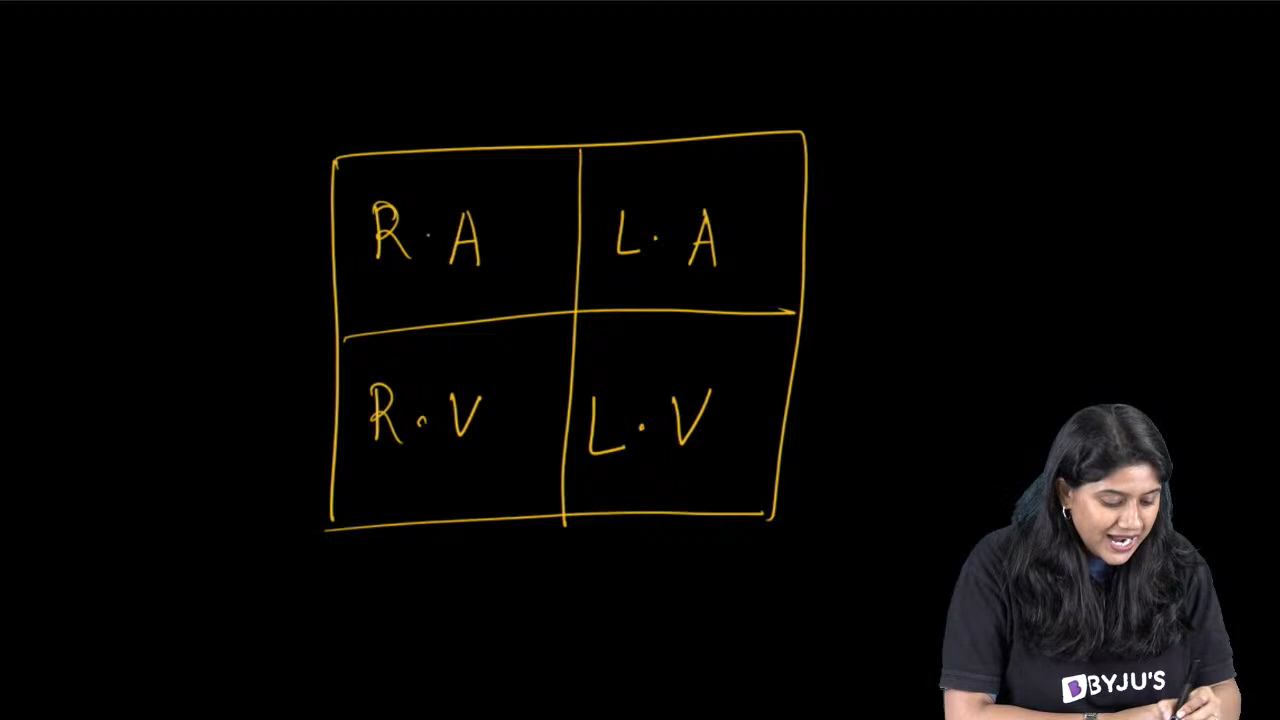 R. A
L. A
R. V
L. V
BYJU'S